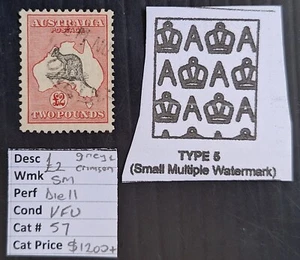 AUSTRALIA
POSTAGE
£2
TWO POUNDS
A A
A A
A A
A A
TYPE 5
(Small Multiple Watermark)
Desc £2 grey & crimson
Wmk SM
Perf Die II
Cond VFU
Cat # 57
Cat Price $1200+